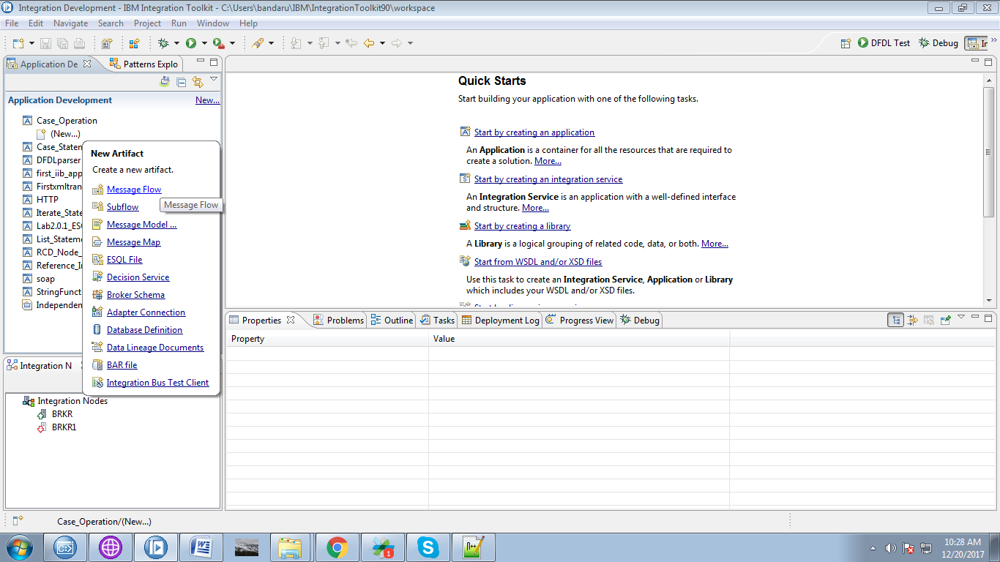 Integration Development - IBM Integration Toolkit - C:\Users\bandaru\IBM\IntegrationToolkit90\workspace
File Edit Navigate Search Project Run Window Help
DFDL Test Debug In
Application De Patterns Explo
Application Development New...
Case_Operation
(New...)
Case_Statem
DFDLparser
first_iib_app
Firstxmltran
HTTP
Iterate_State
Lab2.0.1_ESQ
List_Stateme
RCD_Node_
Reference_In
soap
StringFunct
Independen
New Artifact
Create a new artifact.
Message Flow
Message Flow
Subflow
Message Model ...
Message Map
ESQL File
Decision Service
Broker Schema
Adapter Connection
Database Definition
Data Lineage Documents
BAR file
Integration Bus Test Client
Integration N
Integration Nodes
BRKR
BRKR1
Quick Starts
Start building your application with one of the following tasks.
Start by creating an application
An Application is a container for all the resources that are required to
create a solution. More...
Start by creating an integration service
An Integration Service is an application with a well-defined interface
and structure. More...
Start by creating a library
A Library is a logical grouping of related code, data, or both. More...
Start from WSDL and/or XSD files
Use this task to create an Integration Service, Application or Library
which includes your WSDL and/or XSD files.
Properties Problems Outline Tasks Deployment Log Progress View Debug
Property Value
Case_Operation/(New...)
C:\
W
1
S
N++
10:28 AM
12/20/2017